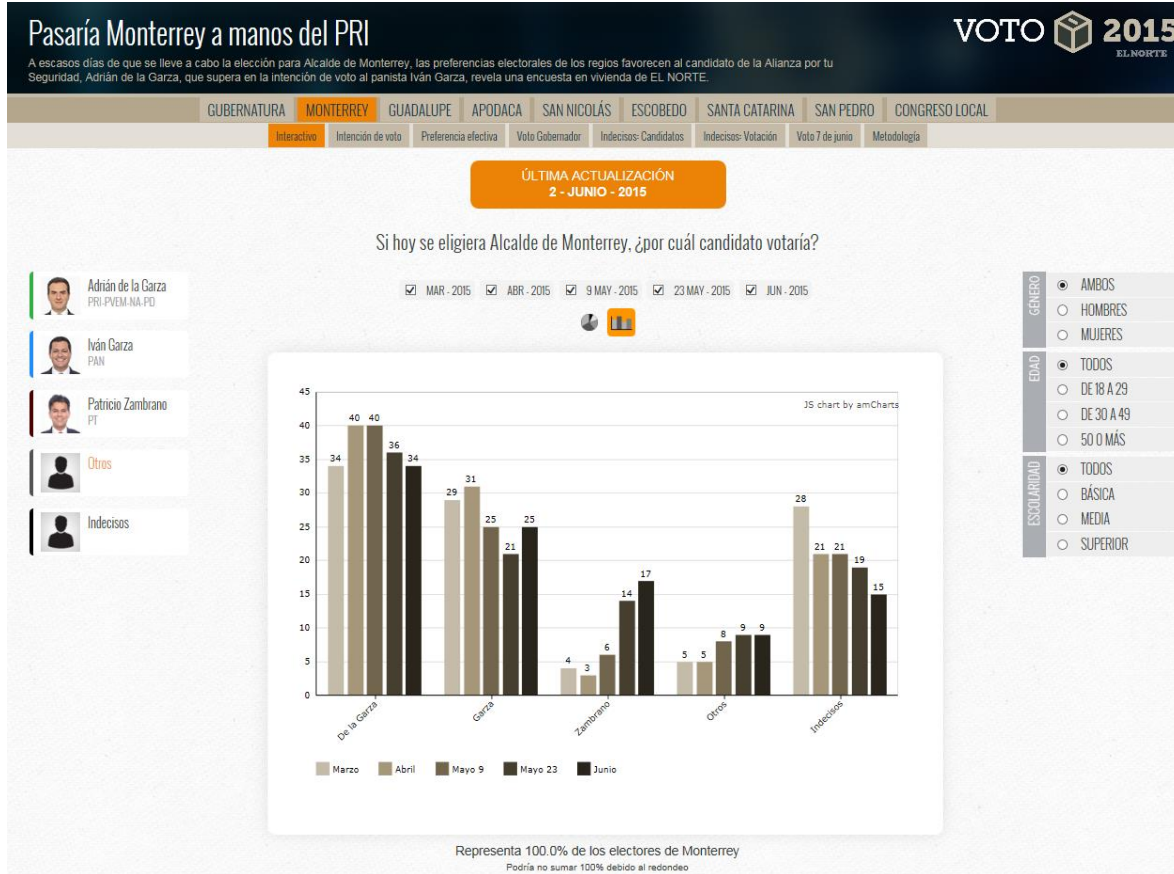 Pasaría Monterrey a manos del PRI
VOTO 2015
EL NORTE
A escasos días de que se lleve a cabo la elección para Alcalde de Monterrey, las preferencias electorales de los regios favorecen al candidato de la Alianza por tu
Seguridad, Adrián de la Garza, que supera en la intención de voto al panista Iván Garza, revela una encuesta en vivienda de EL NORTE.
GUBERNATURA MONTERREY GUADALUPE APODACA SAN NICOLÁS ESCOBEDO SANTA CATARINA SAN PEDRO CONGRESO LOCAL
Interactivo Intención de voto Preferencia efectiva Voto Gobernador Indecisos: Candidatos Indecisos: Votación Voto 7 de junio Metodología
ÚLTIMA ACTUALIZACIÓN
2 - JUNIO - 2015
Si hoy se eligiera Alcalde de Monterrey, ¿por cuál candidato votaría?
Adrián de la Garza
PRI-PVEM-NA-PD
Iván Garza
PAN
Patricio Zambrano
PT
Otros
Indecisos
MAR - 2015 ABR - 2015 9 MAY - 2015 23 MAY - 2015 JUN - 2015
JS chart by amCharts
45
40
35
30
25
20
15
10
5
0
34 40 40 36 34
29 31 25 21 25
4 3 6 14 17
5 5 8 9 9
28 21 21 19 15
De la Garza
Garza
Zambrano
Otros
Indecisos
Marzo Abril Mayo 9 Mayo 23 Junio
GÉNERO
AMBOS
HOMBRES
MUJERES
EDAD
TODOS
DE 18 A 29
DE 30 A 49
50 O MÁS
ESCOLARIDAD
TODOS
BÁSICA
MEDIA
SUPERIOR
Representa 100.0% de los electores de Monterrey
Podría no sumar 100% debido al redondeo